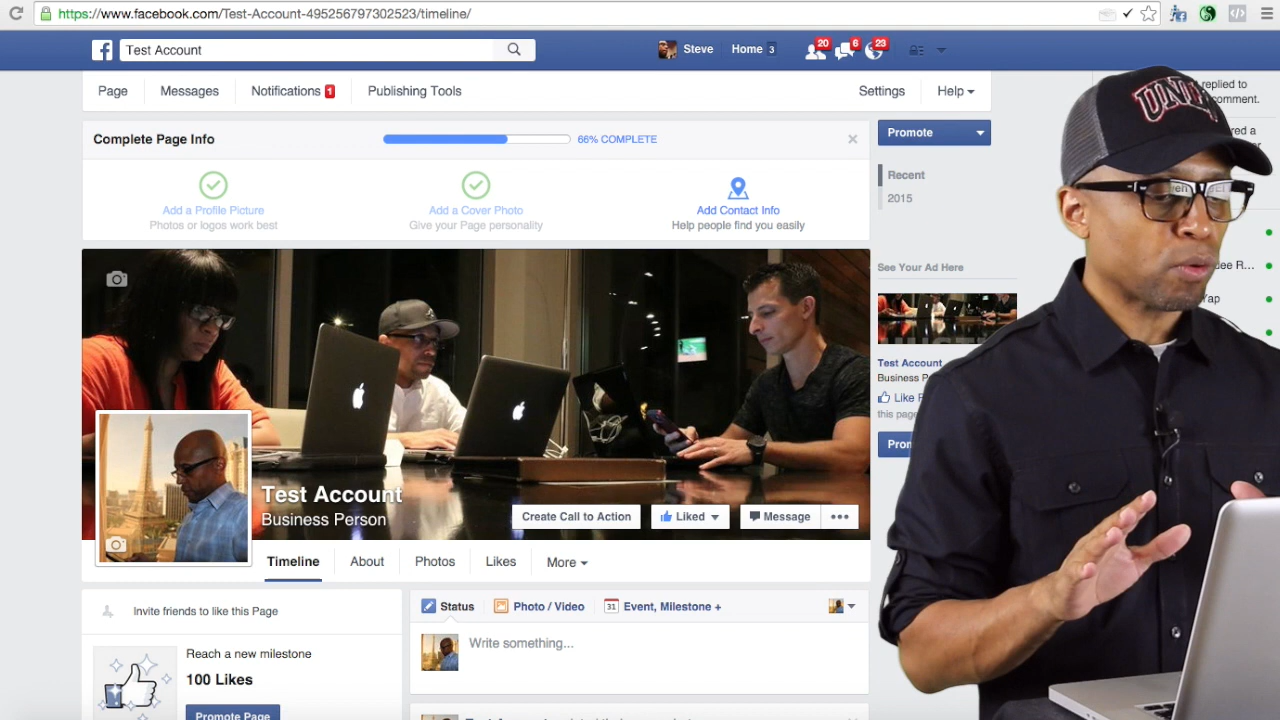 https://www.facebook.com/Test-Account-495256797302523/timeline/
Test Account
Steve
Home 3
20
6
23
Page
Messages
Notifications 1
Publishing Tools
Settings
Help
Complete Page Info
66% COMPLETE
Add a Profile Picture
Photos or logos work best
Add a Cover Photo
Give your Page personality
Add Contact Info
Help people find you easily
Promote
Recent
2015
See Your Ad Here
Test Account
Business P
Like P
this page
Pro
replied to
comment.
red a
dee R...
Yap
Test Account
Business Person
Create Call to Action
Liked
Message
Timeline
About
Photos
Likes
More
Invite friends to like this Page
Reach a new milestone
100 Likes
Promote Page
Status
Photo / Video
31
Event, Milestone +
Write something...